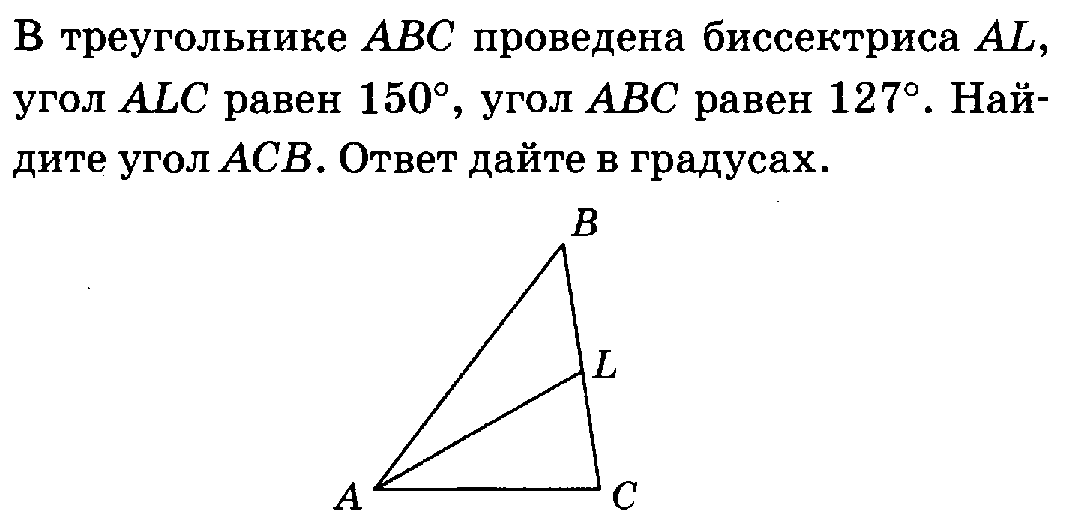 В треугольнике ABC проведена биссектриса AL,
угол ALC равен 150°, угол ABC равен 127°. Най-
дите угол ACB. Ответ дайте в градусах.
B
L
A
C